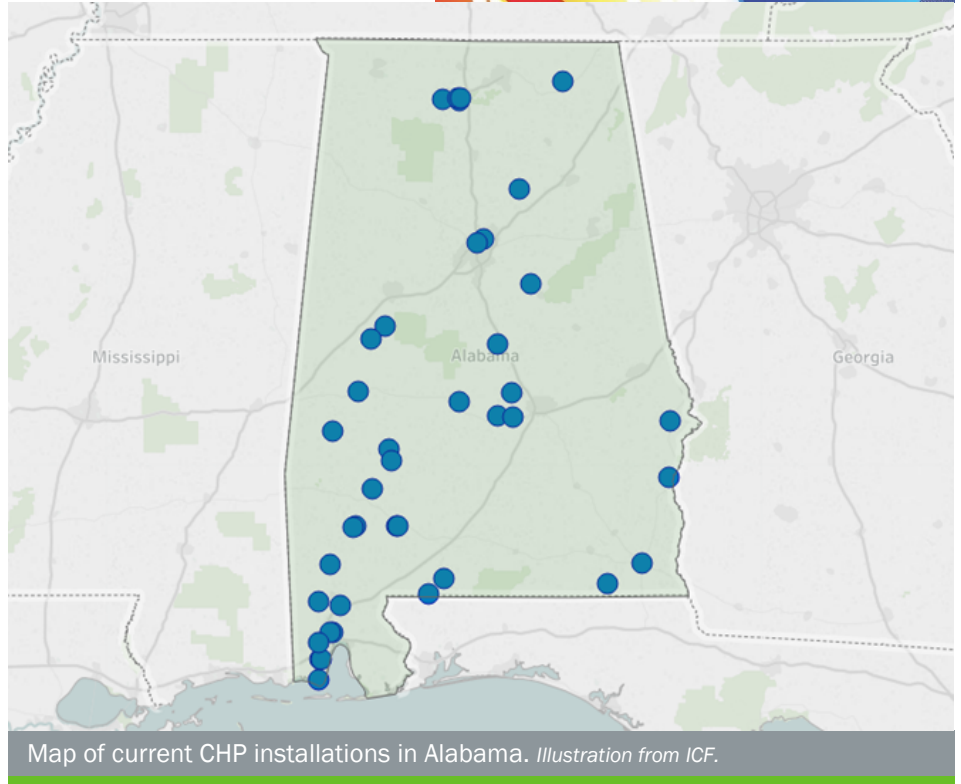 Mississippi
Alabama
Georgia
Map of current CHP installations in Alabama. Illustration from ICF.